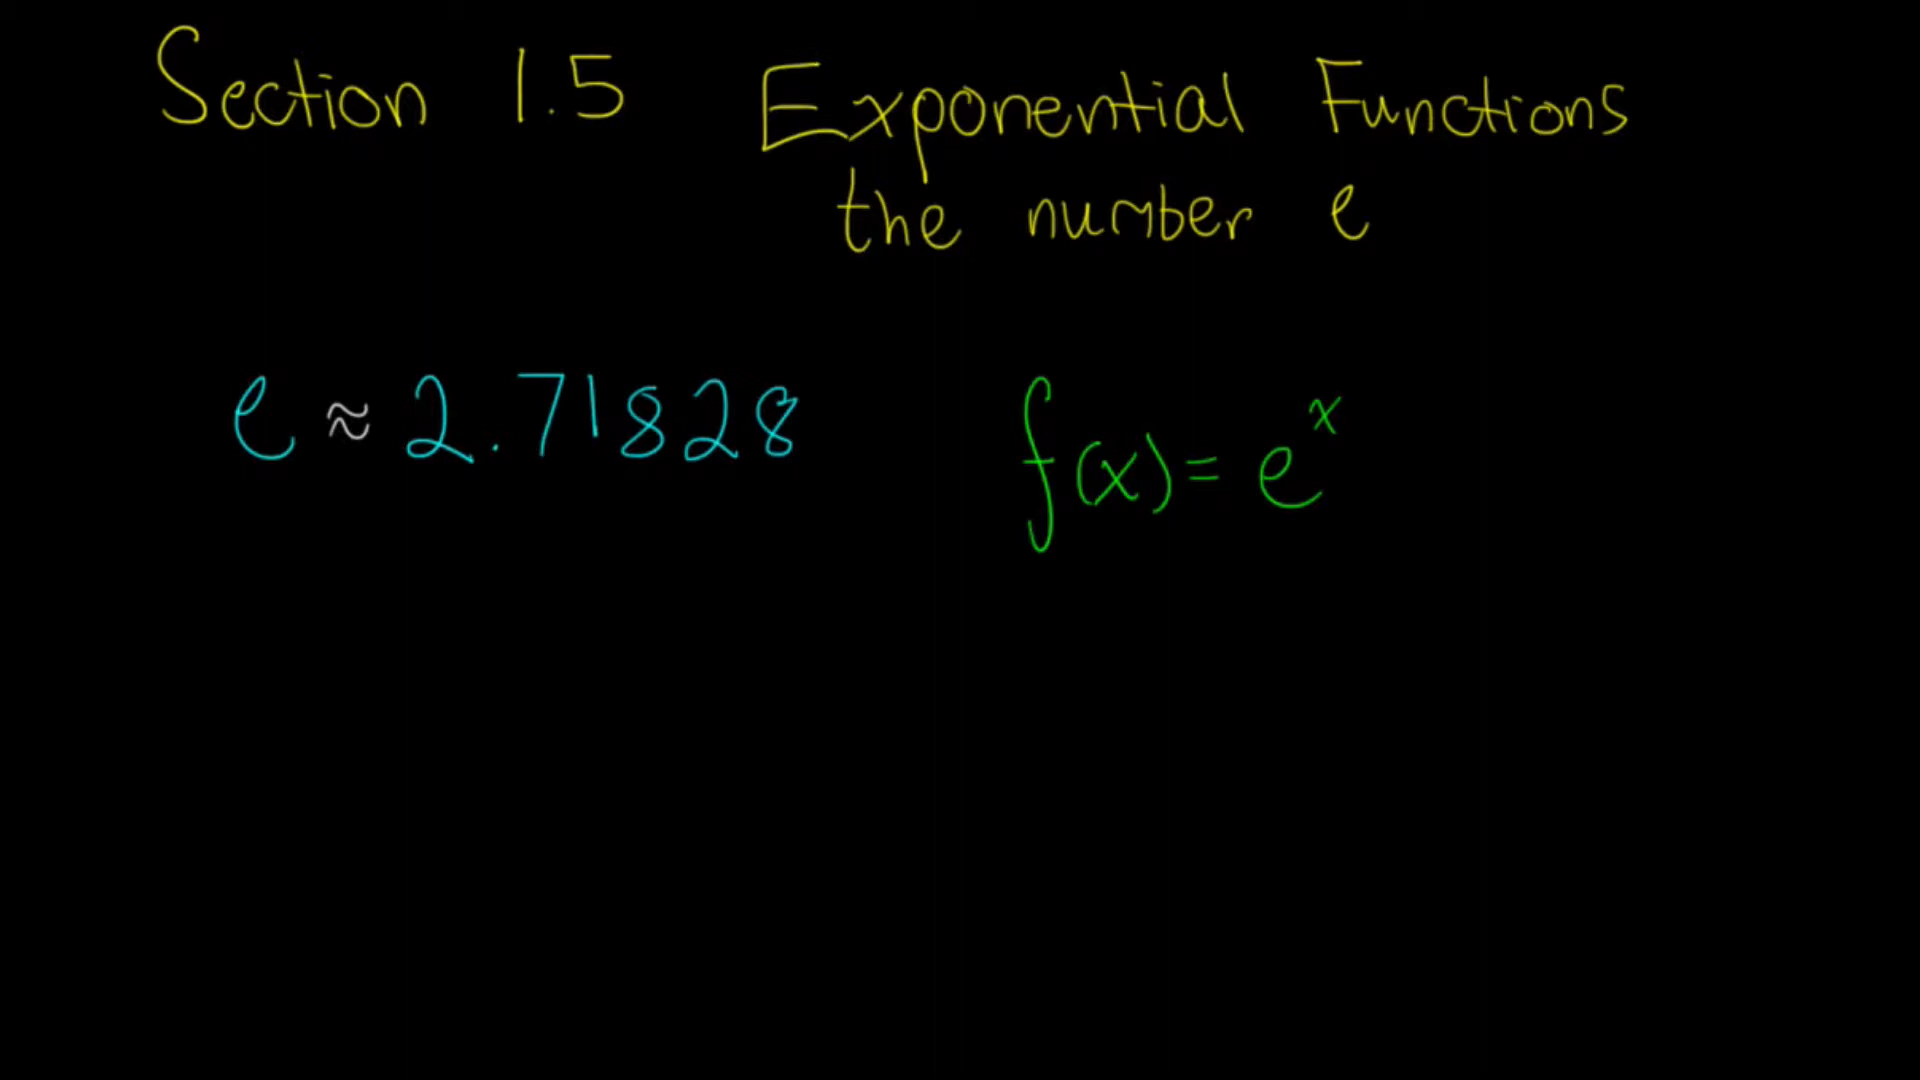 Section 1.5 Exponential Functions
the number e
e ≈ 2.71828
f(x) = e^x